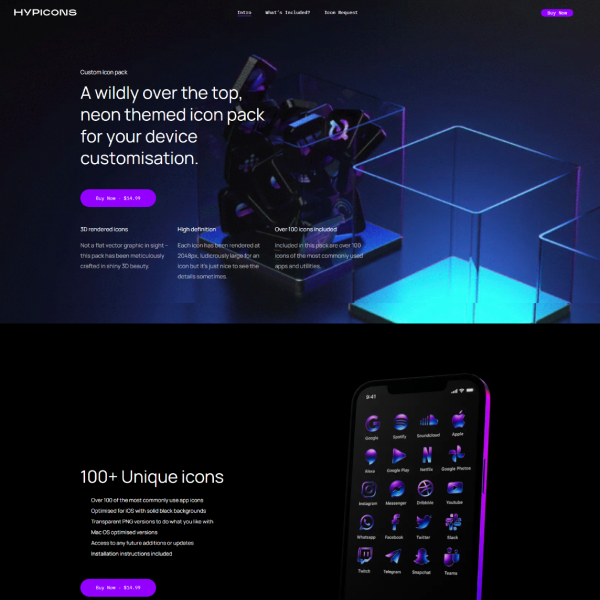 HYPICONS
Intro
What's Included?
Icon Request
Buy Now
Custom icon pack
A wildly over the top,
neon themed icon pack
for your device
customisation.
Buy Now - $54.99
3D rendered icons
Not a flat vector graphic in sight –
this pack has been meticulously
crafted in shiny 3D beauty.
High definition
Each icon has been rendered at
2048px, ludicrously large for an
icon but it's just nice to see the
details sometimes.
Over 100 icons included
Included in this pack are over 100
icons of the most commonly used
apps and utilities.
9:41
Google
Spotify
Soundcloud
Apple
Alexa
Google Play
Netflix
Google Photos
Instagram
Messenger
Dribbble
Youtube
Whatsapp
Facebook
Twitter
Slack
Twitch
Telegram
Snapchat
Teams
100+ Unique icons
Over 100 of the most commonly use app icons
Optimised for iOS with solid black backgrounds
Transparent PNG versions to do what you like with
Mac OS optimised versions
Access to any future additions or updates
Installation instructions included
Buy Now - $54.99